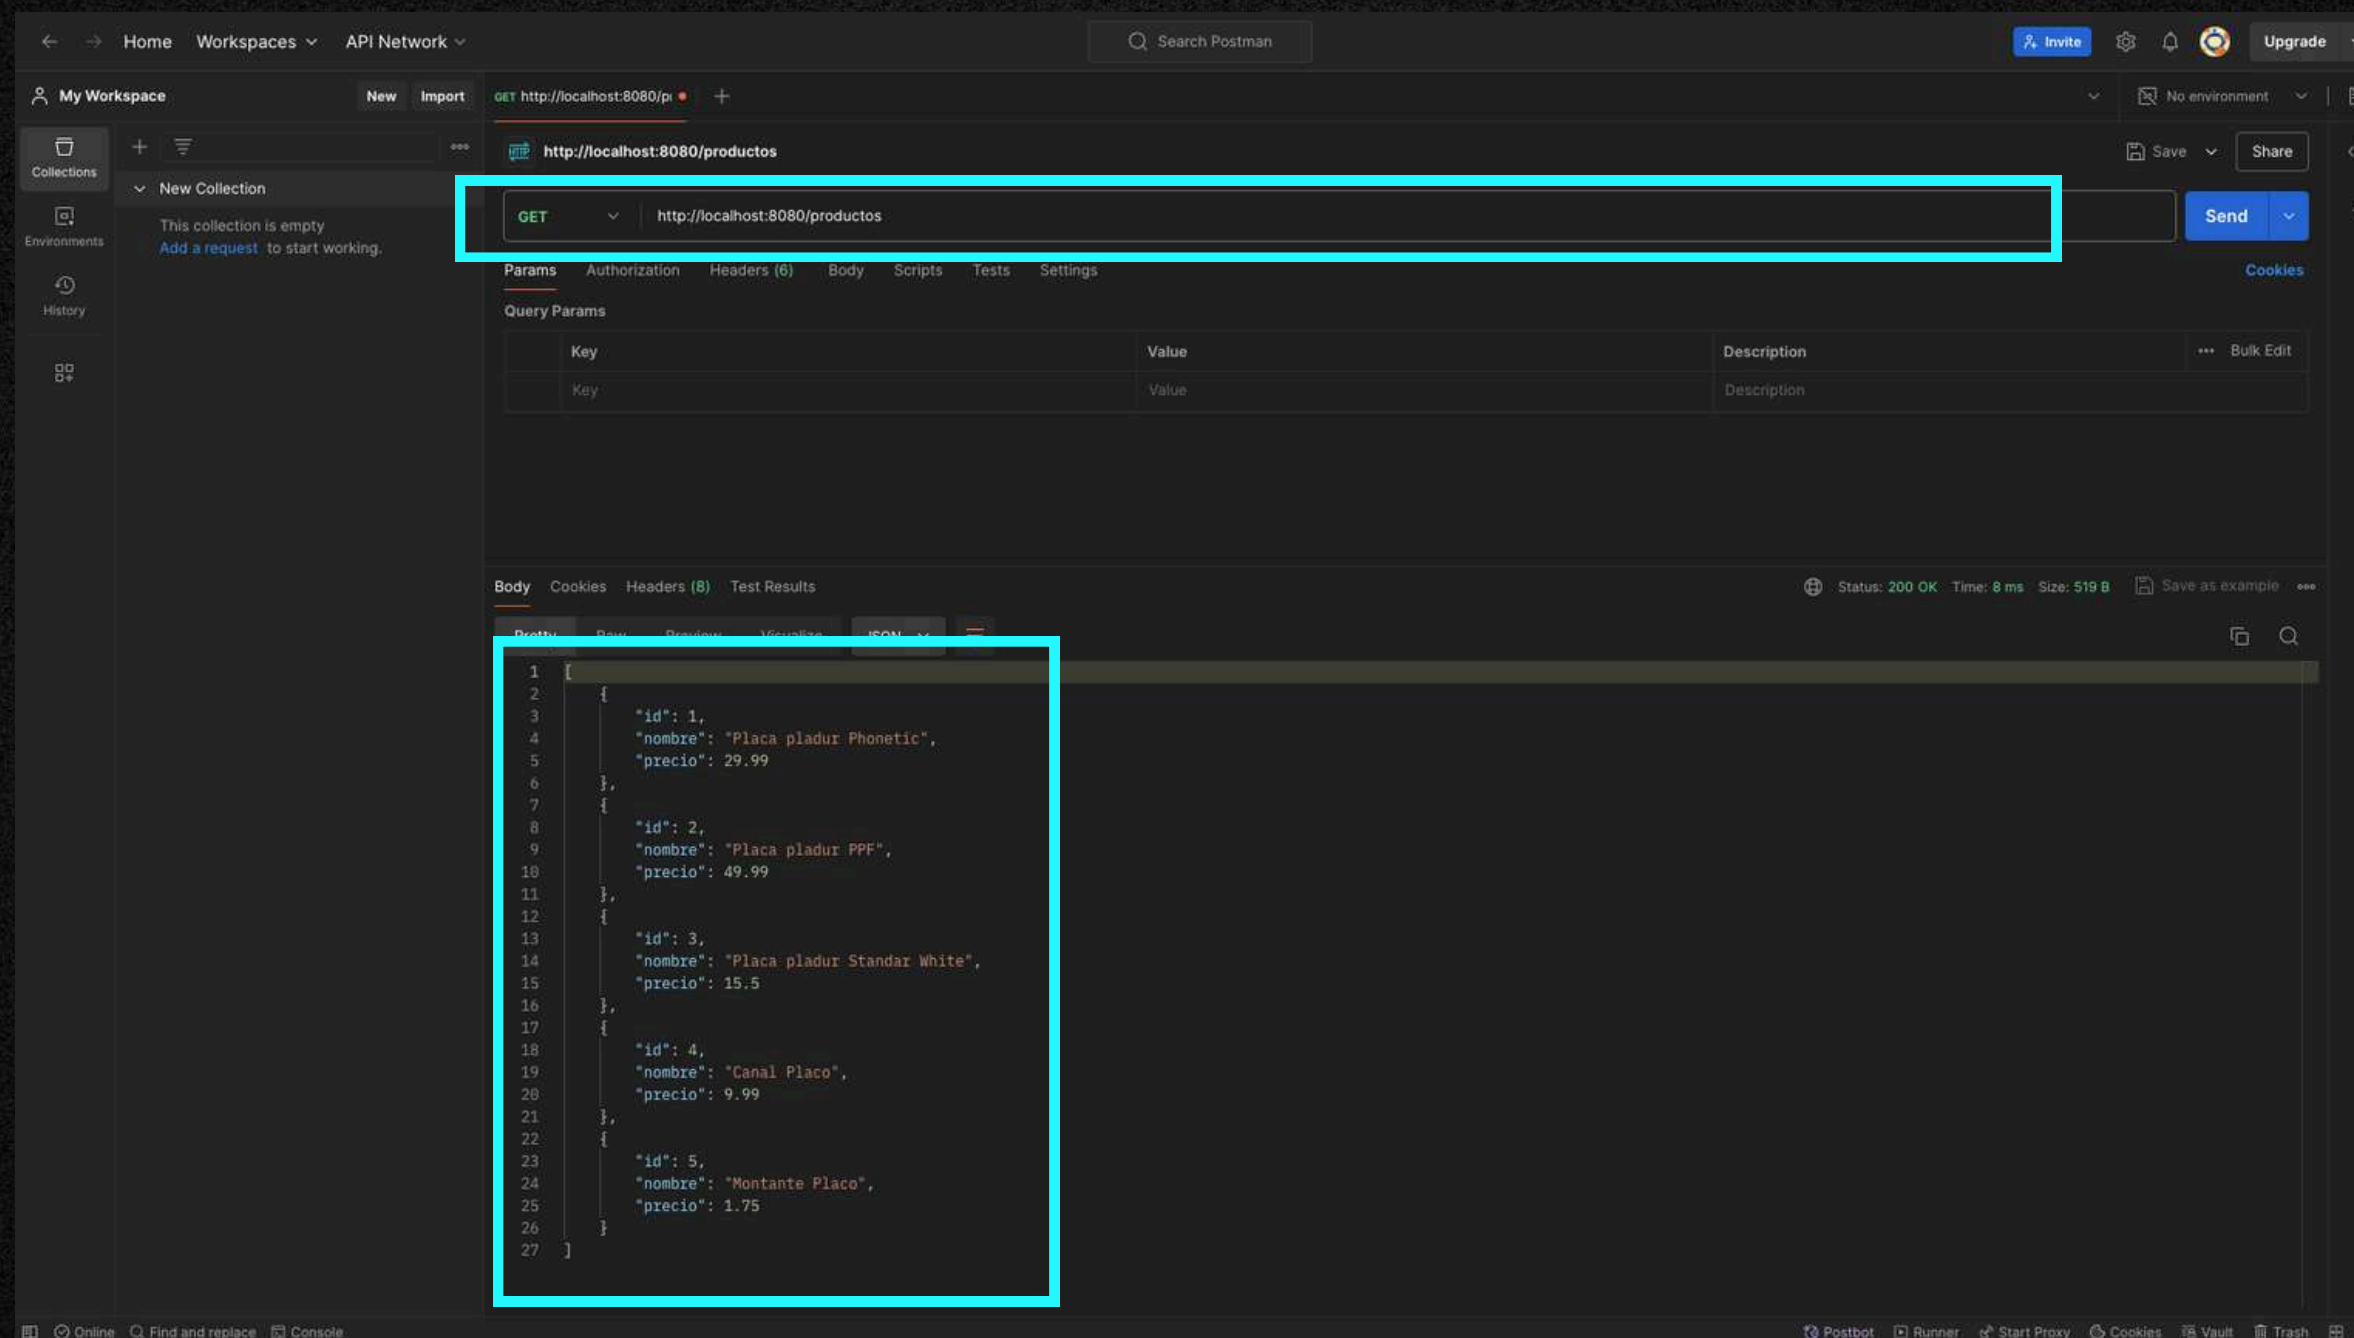 Home Workspaces API Network Search Postman Invite Upgrade
My Workspace New Import GET http://localhost:8080/p No environment
Collections
http://localhost:8080/productos Save Share
New Collection
GET http://localhost:8080/productos Send
This collection is empty
Add a request to start working.
Environments
Params Authorization Headers (6) Body Scripts Tests Settings Cookies
History
Query Params
Key Value Description Bulk Edit
Key Value Description
Body Cookies Headers (8) Test Results Status: 200 OK Time: 8 ms Size: 519 B Save as example
Pretty Raw Preview Visualize JSON
1 [
2 {
3 "id": 1,
4 "nombre": "Placa pladur Phonetic",
5 "precio": 29.99
6 },
7 {
8 "id": 2,
9 "nombre": "Placa pladur PPF",
10 "precio": 49.99
11 },
12 {
13 "id": 3,
14 "nombre": "Placa pladur Standar White",
15 "precio": 15.5
16 },
17 {
18 "id": 4,
19 "nombre": "Canal Placo",
20 "precio": 9.99
21 },
22 {
23 "id": 5,
24 "nombre": "Montante Placo",
25 "precio": 1.75
26 }
27 ]
Online Find and replace Console Postbot Runner Start Proxy Cookies Vault Trash